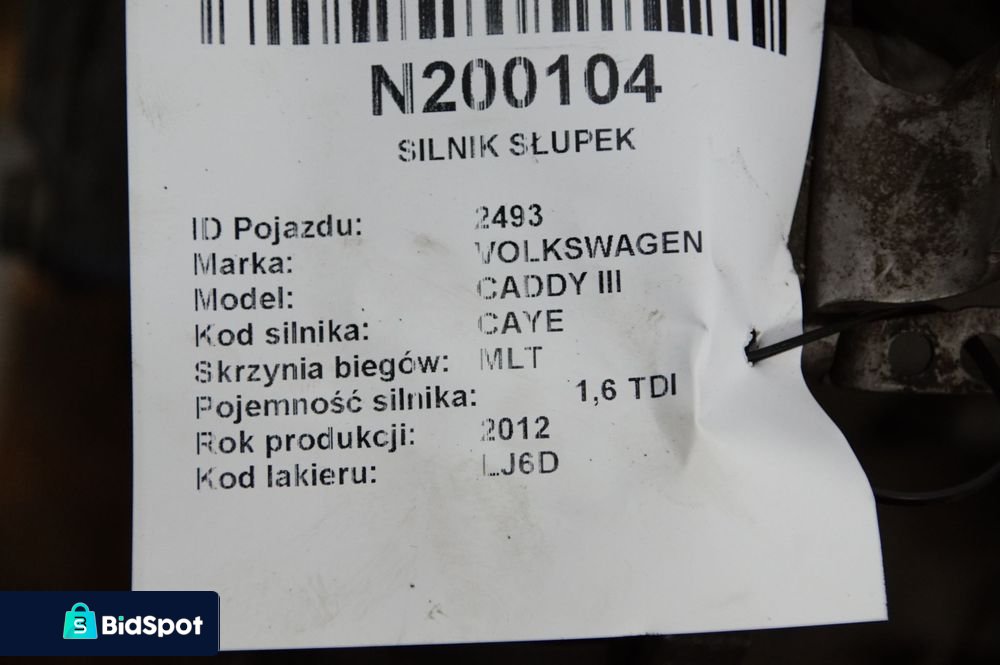 N200104
SILNIK SŁUPEK
ID Pojazdu: 2493
Marka: VOLKSWAGEN
Model: CADDY III
Kod silnika: CAYE
Skrzynia biegów: MLT
Pojemność silnika: 1,6 TDI
Rok produkcji: 2012
Kod lakieru: LJ6D
BidSpot